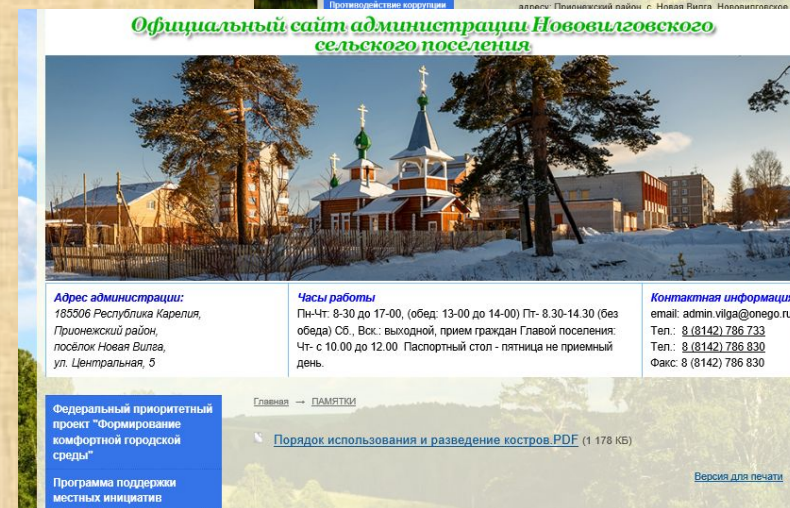 Противодействие коррупции
адресу: Прионежский район, с. Новая Вилга, Нововилговское
Официальный сайт администрации Нововилговского
сельского поселения
Адрес администрации:
185506 Республика Карелия,
Прионежский район,
посёлок Новая Вилга,
ул. Центральная, 5
Часы работы
Пн-Чт: 8-30 до 17-00, (обед: 13-00 до 14-00) Пт- 8.30-14.30 (без
обеда) Сб., Вск.: выходной, прием граждан Главой поселения:
Чт- с 10.00 до 12.00 Паспортный стол - пятница не приемный
день.
Контактная информация
email: admin.vilga@onego.ru
Тел.: 8 (8142) 786 733
Тел.: 8 (8142) 786 830
Факс: 8 (8142) 786 830
Федеральный приоритетный
проект "Формирование
комфортной городской
среды"
Программа поддержки
местных инициатив
Главная → ПАМЯТКИ
Порядок использования и разведение костров.PDF (1 178 КБ)
Версия для печати